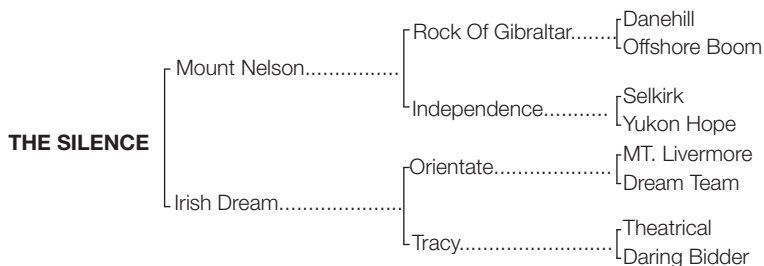 Danehill
Rock Of Gibraltar........
Offshore Boom
Mount Nelson................
Selkirk
Independence...........
Yukon Hope
THE SILENCE
MT. Livermore
Orientate....................
Dream Team
Irish Dream.....................
Theatrical
Tracy..........................
Daring Bidder